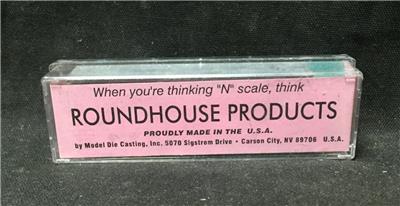 When you're thinking "N" scale, think
ROUNDHOUSE PRODUCTS
PROUDLY MADE IN THE U.S.A.
by Model Die Casting, Inc. 5070 Sigstrom Drive • Carson City, NV 89706 U.S.A.